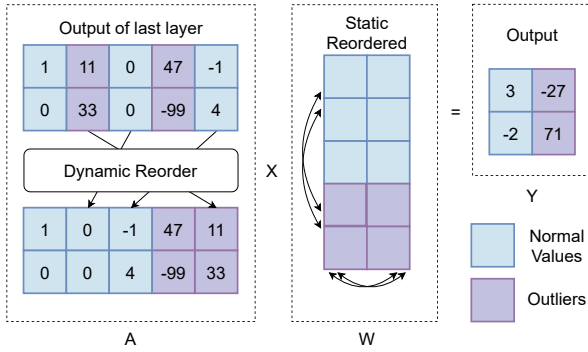 Output of last layer
1 11 0 47 -1
0 33 0 -99 4
Dynamic Reorder
1 0 -1 47 11
0 0 4 -99 33
A
X
Static
Reordered
W
=
Output
3 -27
-2 71
Y
Normal
Values
Outliers